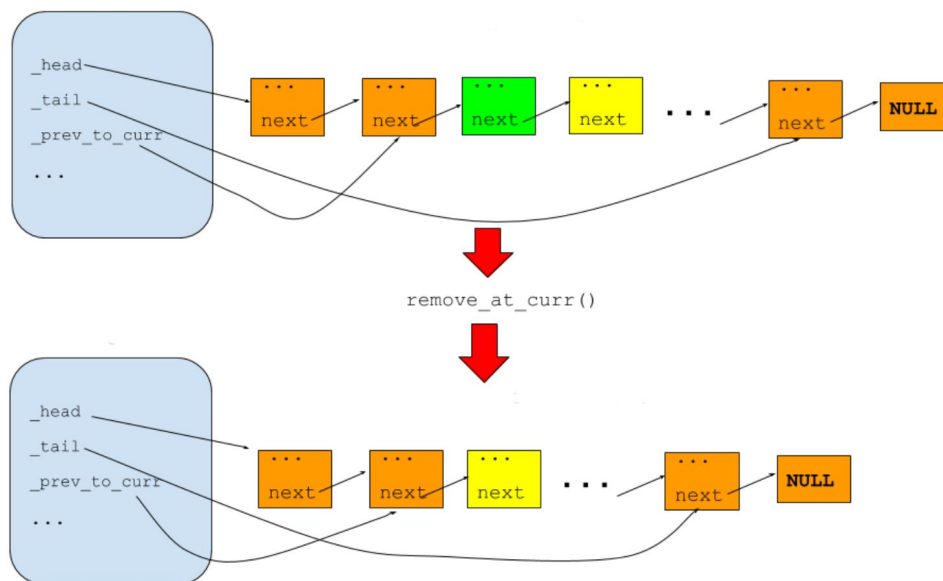 _head
_tail
_prev_to_curr
...
... ... ... ... ...
next next next next ... next NULL
remove_at_curr()
_head
_tail
_prev_to_curr
...
... ... ... ...
next next next ... next NULL